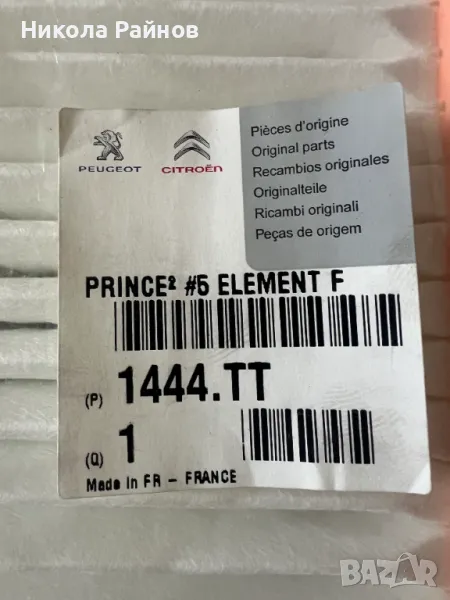 Никола Райнов
PEUGEOT
CITROËN
Pièces d'origine
Original parts
Recambios originales
Originalteile
Ricambi originali
Peças de origem
PRINCE² #5 ELEMENT F
(P) 1444.TT
(Q) 1
Made in FR - FRANCE
BAZAR